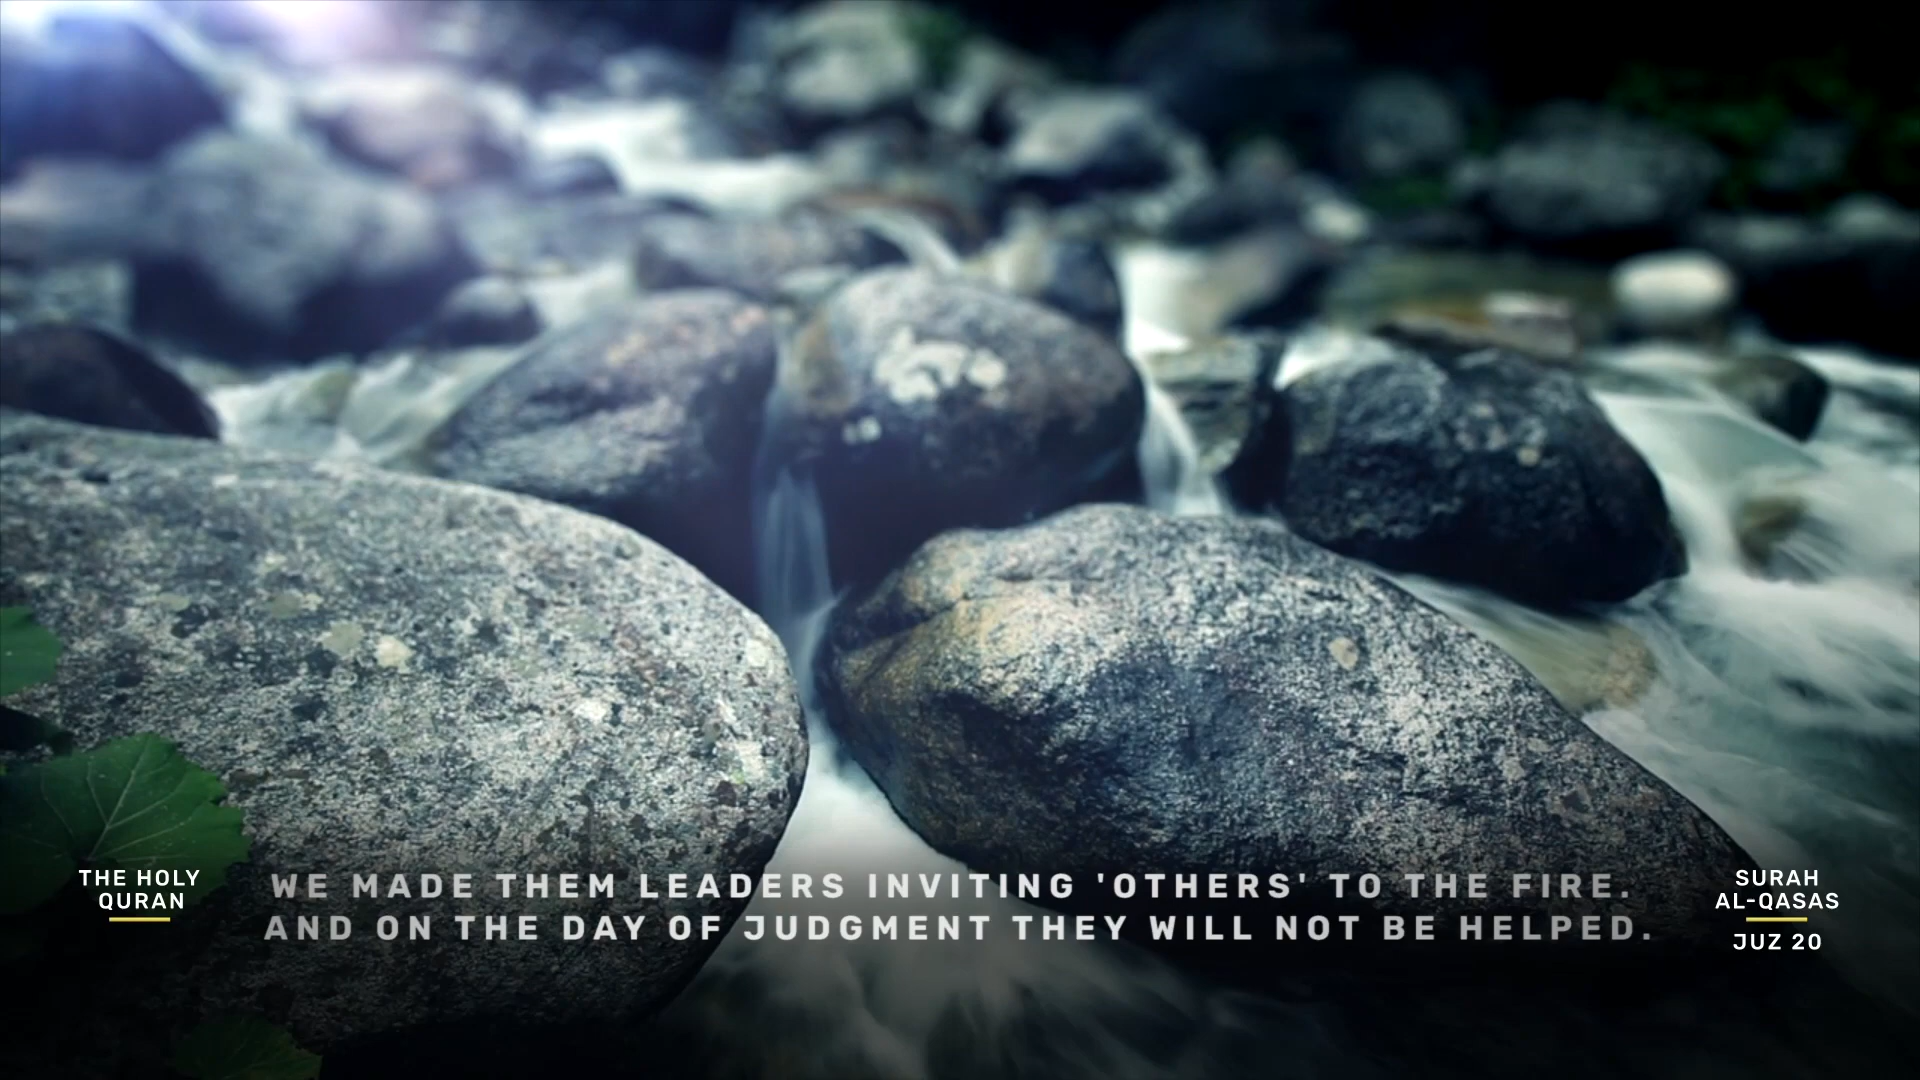 THE HOLY
QURAN
WE MADE THEM LEADERS INVITING 'OTHERS' TO THE FIRE.
AND ON THE DAY OF JUDGMENT THEY WILL NOT BE HELPED.
SURAH
AL-QASAS
JUZ 20